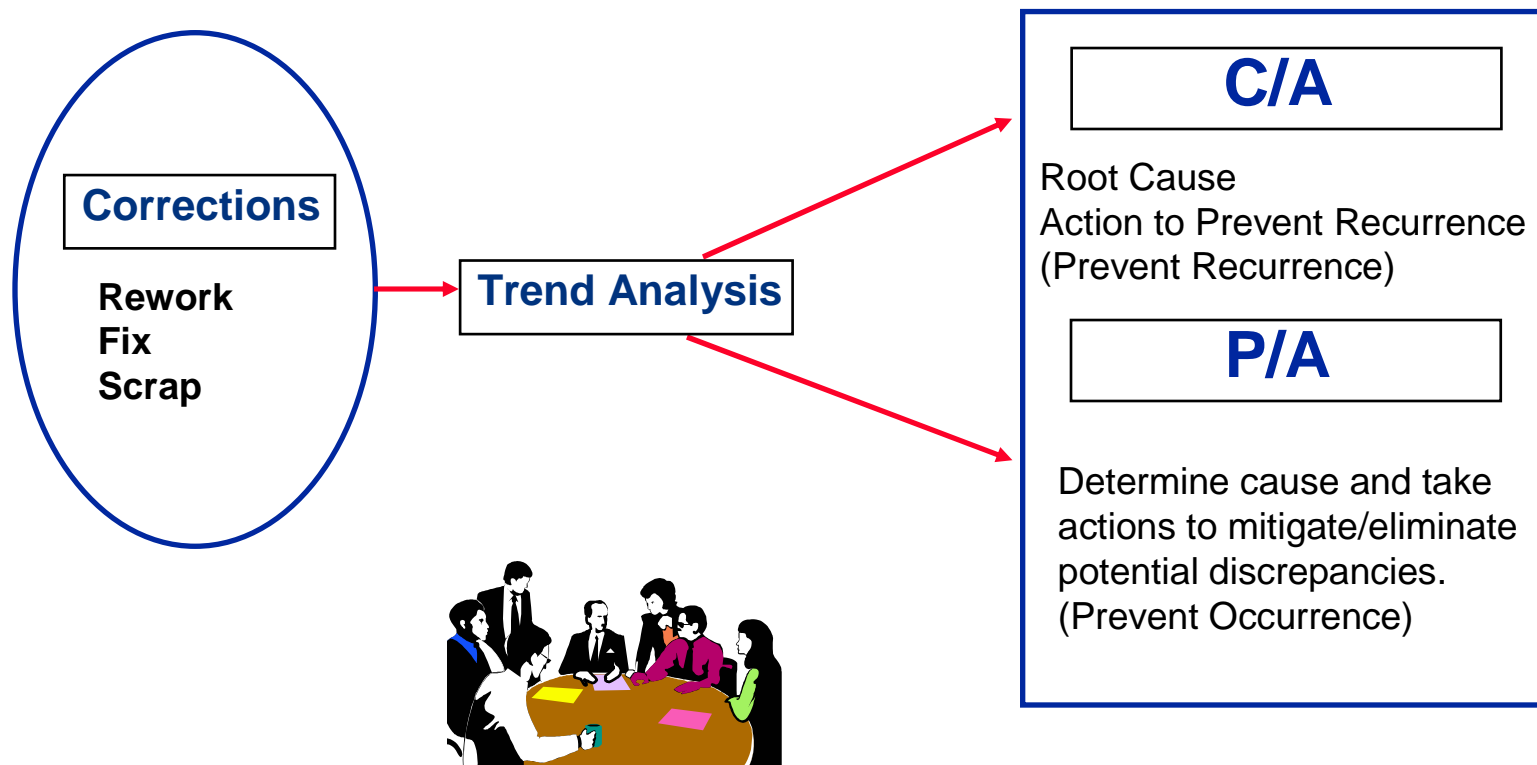 Corrections
Rework
Fix
Scrap
Trend Analysis
C/A
Root Cause
Action to Prevent Recurrence
(Prevent Recurrence)
P/A
Determine cause and take
actions to mitigate/eliminate
potential discrepancies.
(Prevent Occurrence)